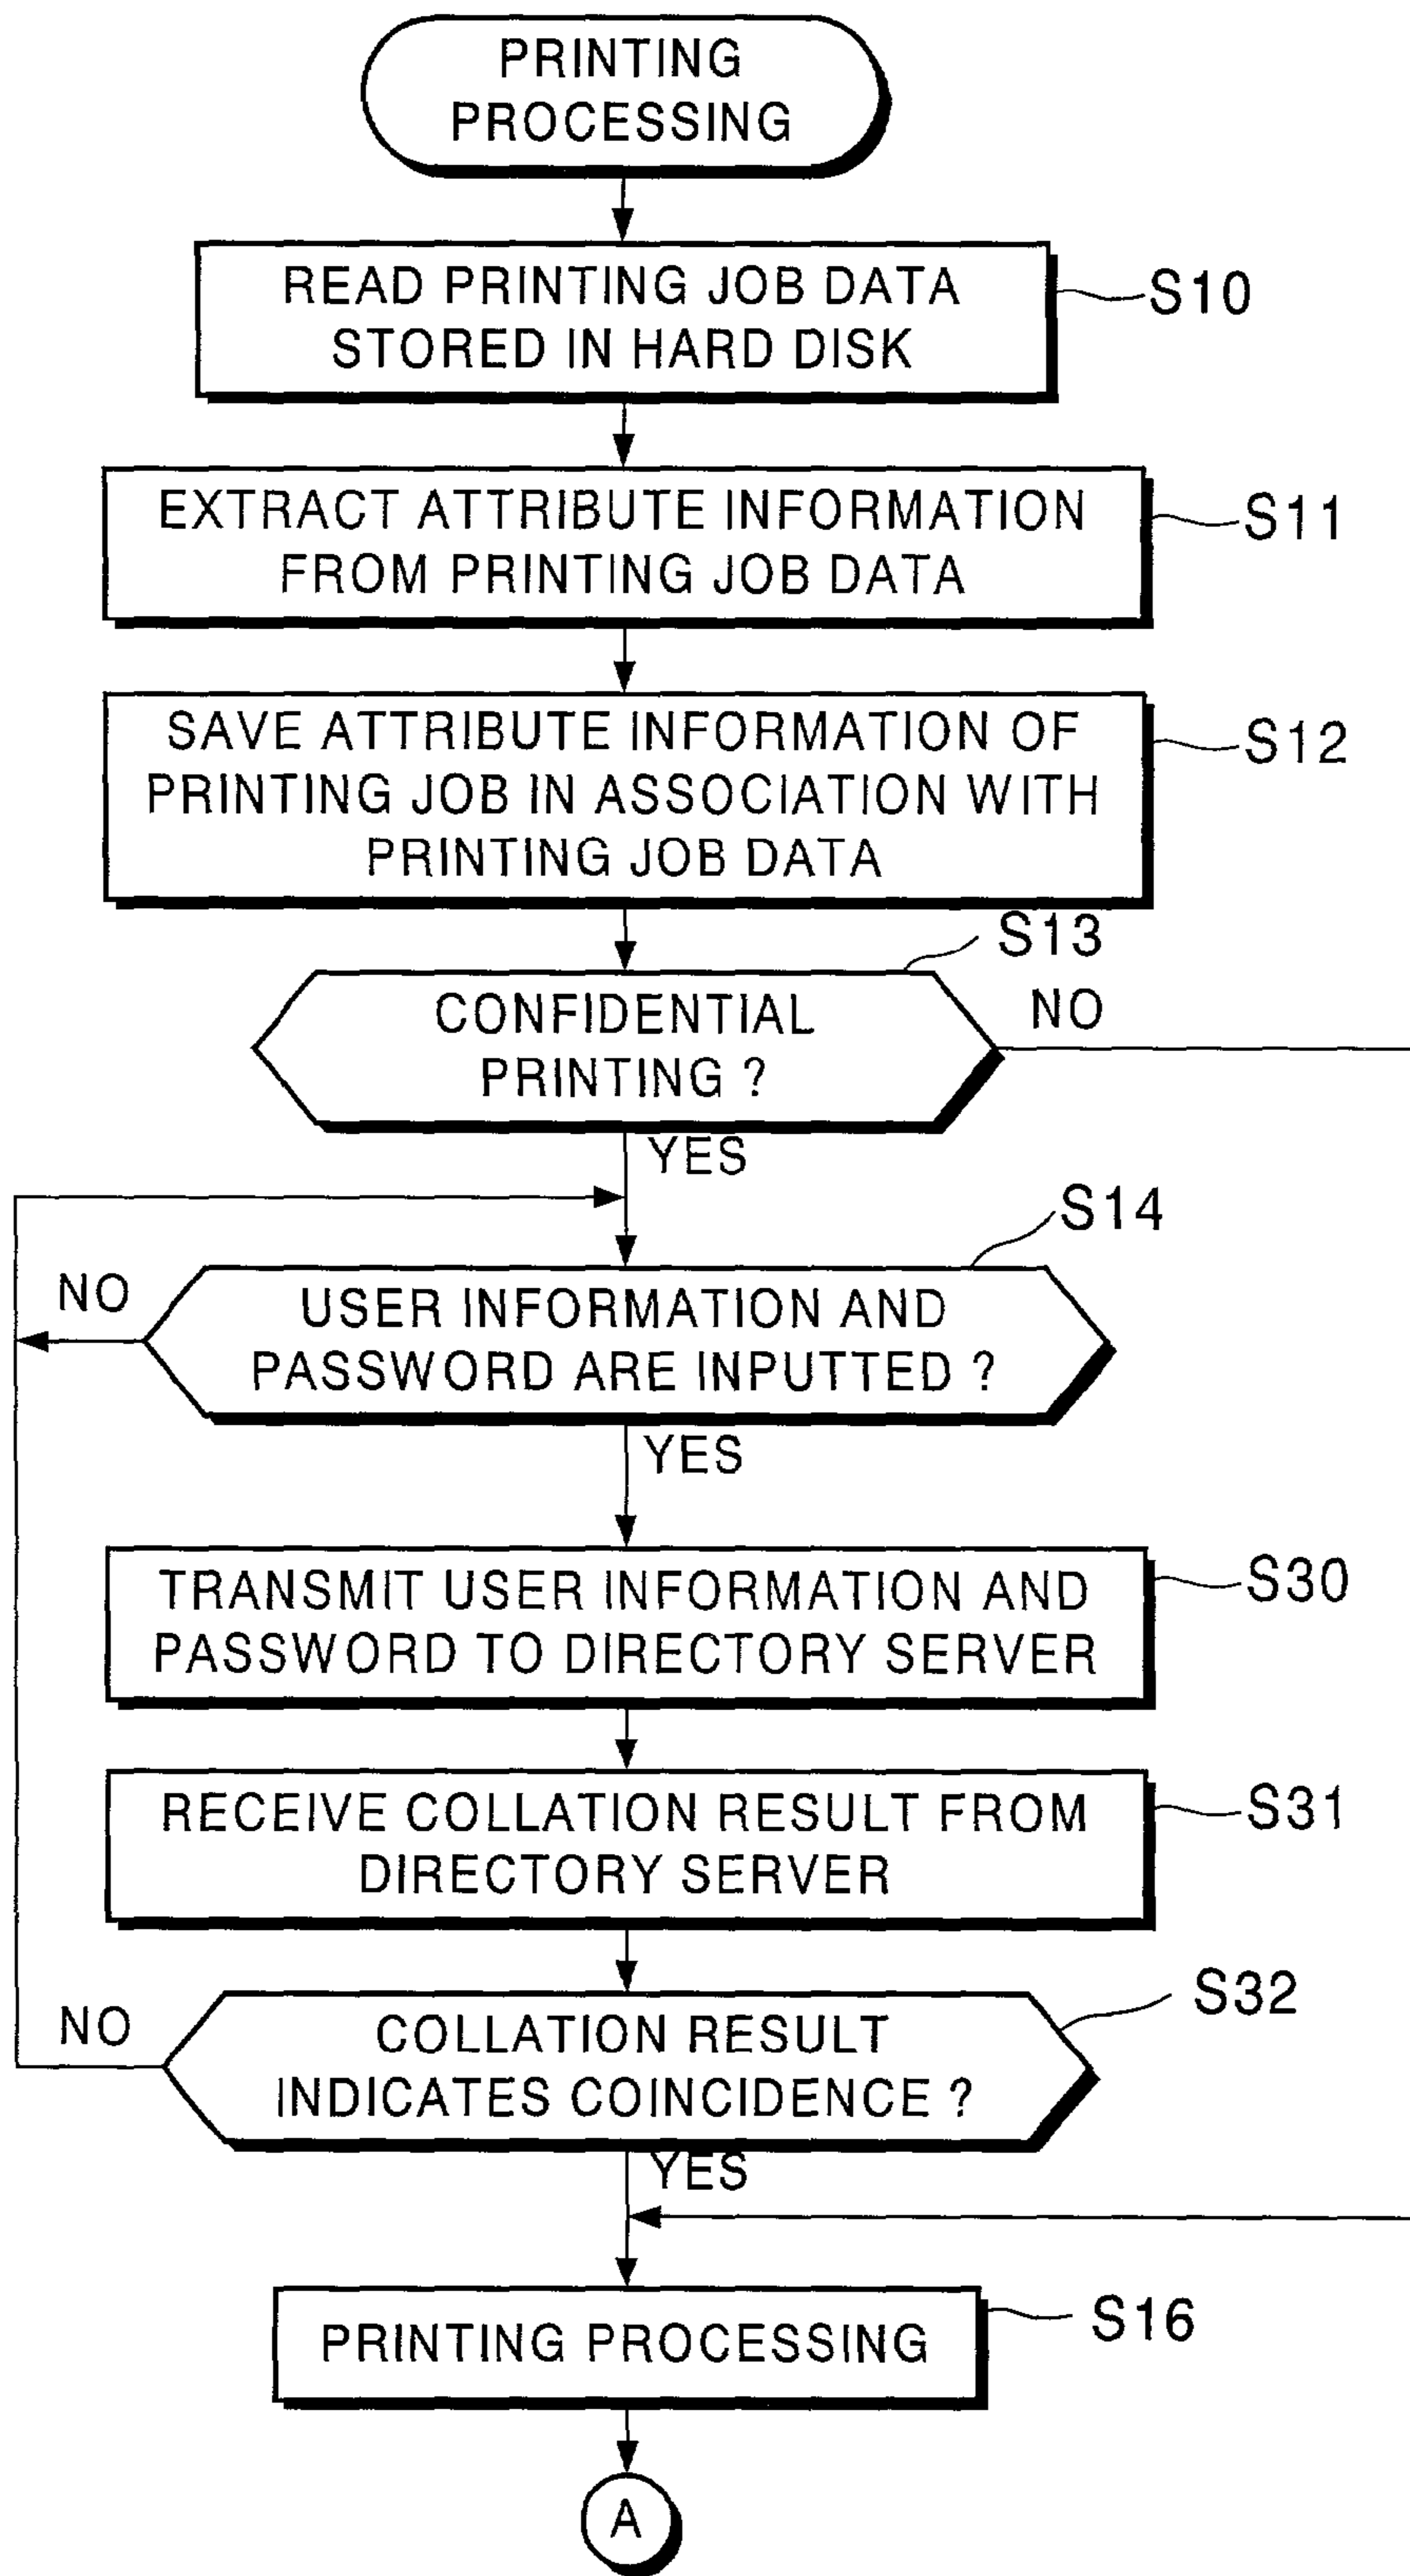 PRINTING
PROCESSING
READ PRINTING JOB DATA
STORED IN HARD DISK
S10
EXTRACT ATTRIBUTE INFORMATION
FROM PRINTING JOB DATA
S11
SAVE ATTRIBUTE INFORMATION OF
PRINTING JOB IN ASSOCIATION WITH
PRINTING JOB DATA
S12
S13
CONFIDENTIAL
PRINTING ?
NO
YES
S14
NO
USER INFORMATION AND
PASSWORD ARE INPUTTED ?
YES
TRANSMIT USER INFORMATION AND
PASSWORD TO DIRECTORY SERVER
S30
RECEIVE COLLATION RESULT FROM
DIRECTORY SERVER
S31
S32
NO
COLLATION RESULT
INDICATES COINCIDENCE ?
YES
PRINTING PROCESSING
S16
A